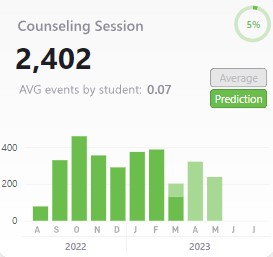 Counseling Session
5%
2,402
AVG events by student: 0.07
Average
Prediction
400
200
0
A S O N D J F M A M J J
2022 2023